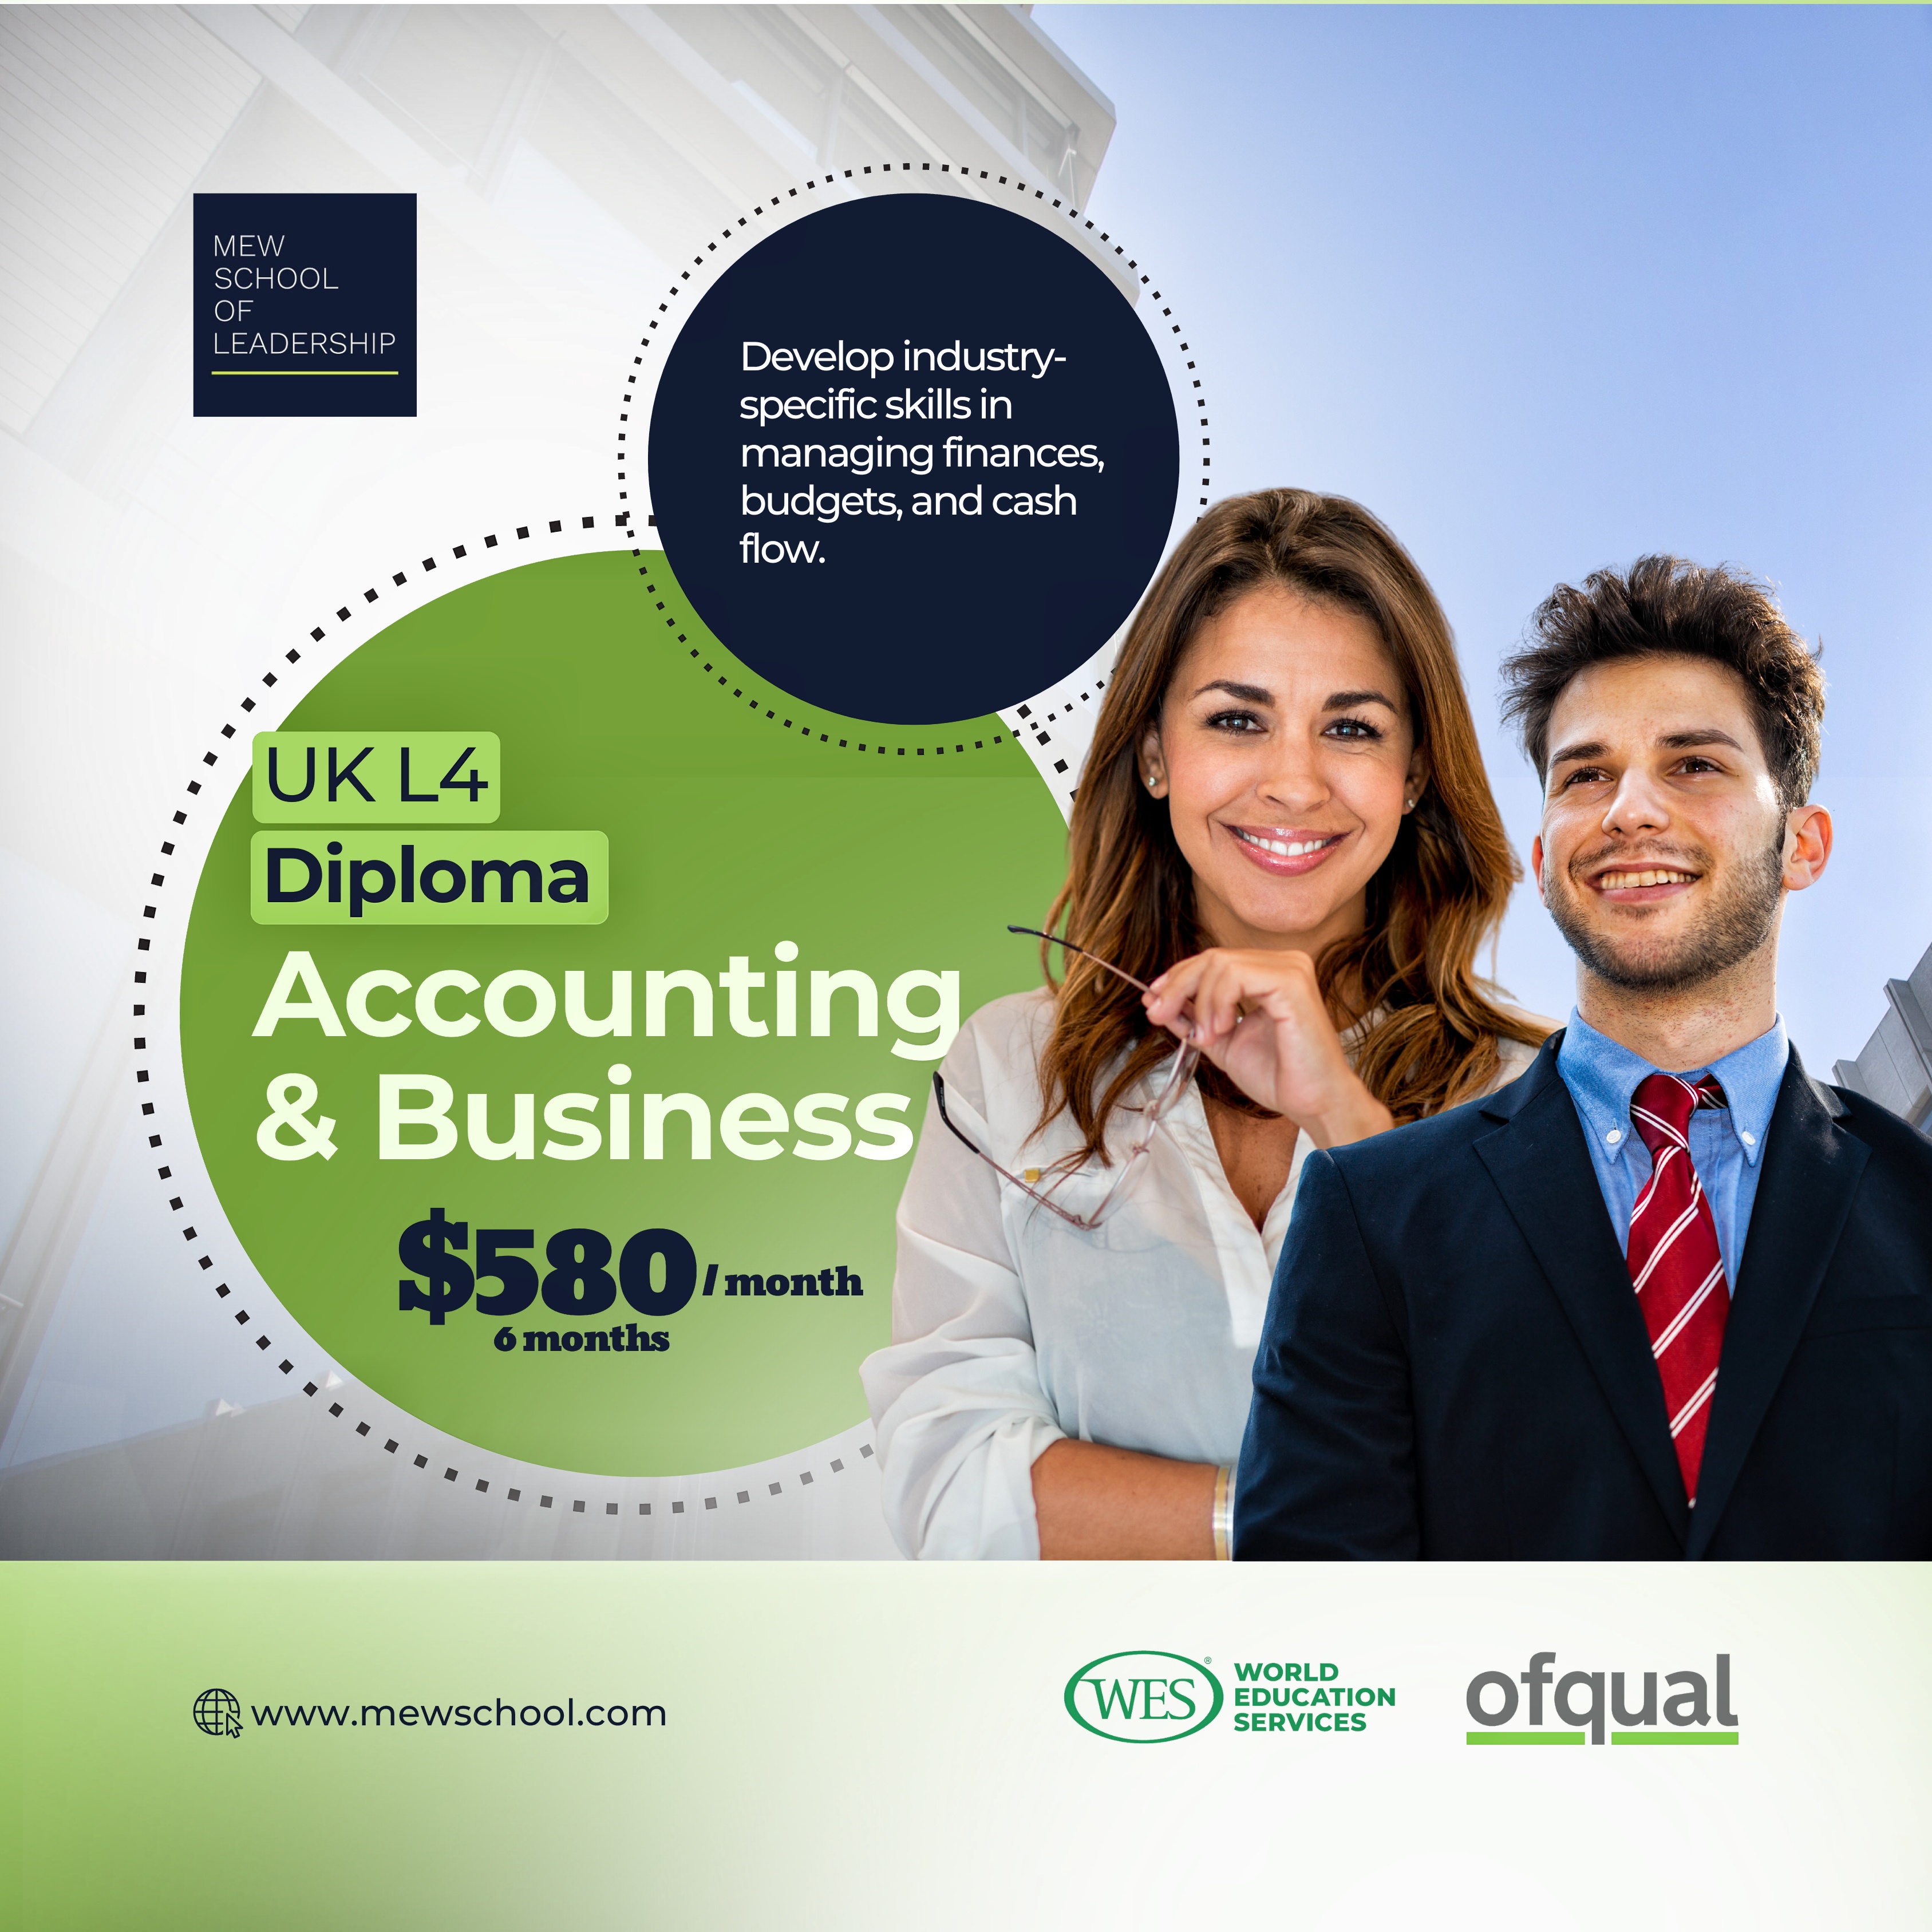 MEW
SCHOOL
OF
LEADERSHIP
Develop industry-
specific skills in
managing finances,
budgets, and cash
flow.
UK L4
Diploma
Accounting
& Business
$580/month
6 months
www.mewschool.com
WES®
WORLD
EDUCATION
SERVICES
ofqual